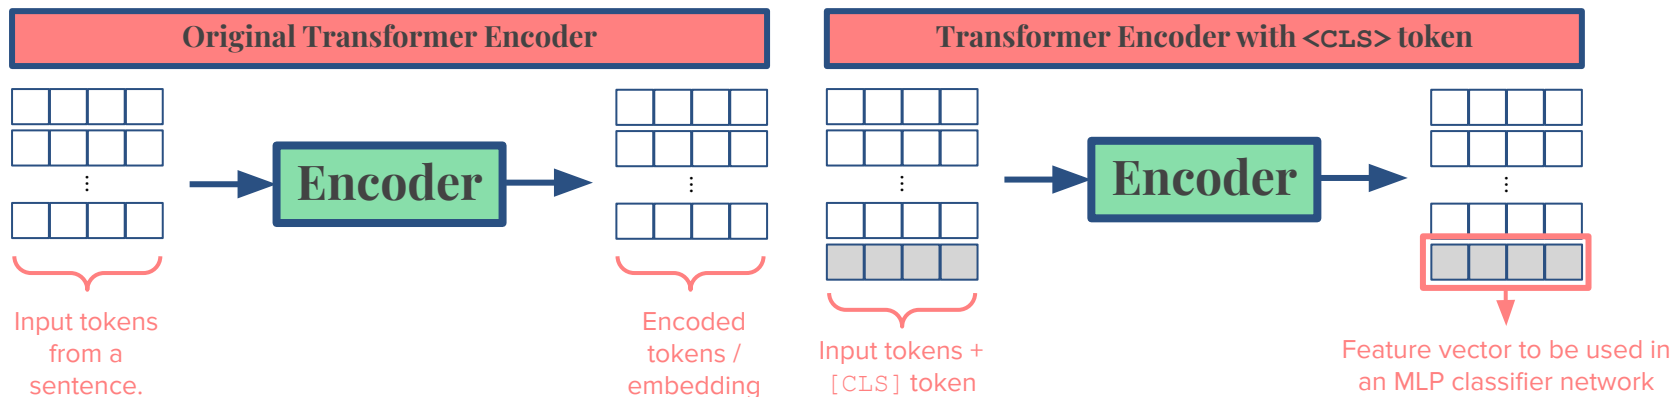 Original Transformer Encoder
Encoder
Input tokens
from a
sentence.
Encoded
tokens /
embedding
Transformer Encoder with <CLS> token
Encoder
Input tokens +
[CLS] token
Feature vector to be used in
an MLP classifier network